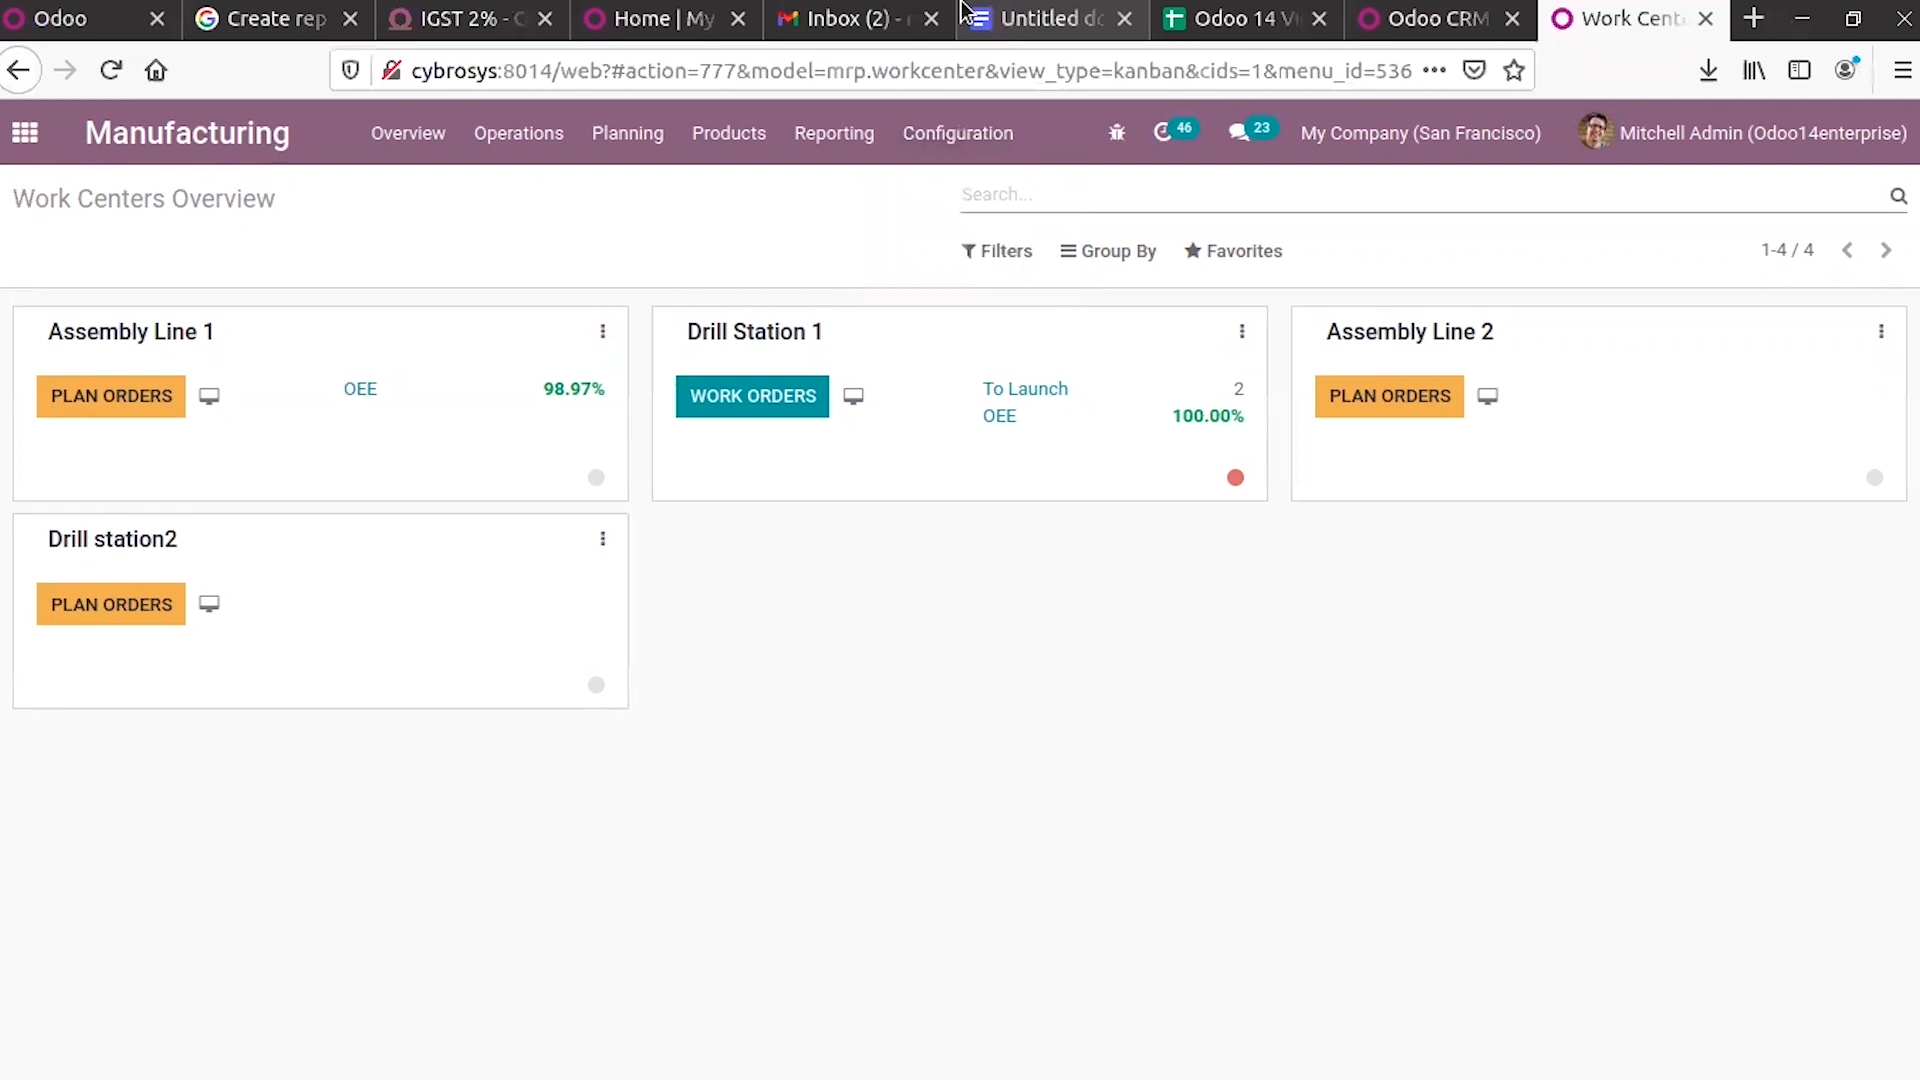 Odoo
Create rep
IGST 2% - C
Home | My
Inbox (2) -
Untitled do
Odoo 14 V
Odoo CRM
Work Cent
cybrosys:8014/web?#action=777&model=mrp.workcenter&view_type=kanban&cids=1&menu_id=536
Manufacturing
Overview
Operations
Planning
Products
Reporting
Configuration
46
23
My Company (San Francisco)
Mitchell Admin (Odoo14enterprise)
Work Centers Overview
Search...
Filters
Group By
Favorites
1-4 / 4
Assembly Line 1
PLAN ORDERS
OEE
98.97%
Drill Station 1
WORK ORDERS
To Launch
2
OEE
100.00%
Assembly Line 2
PLAN ORDERS
Drill station2
PLAN ORDERS